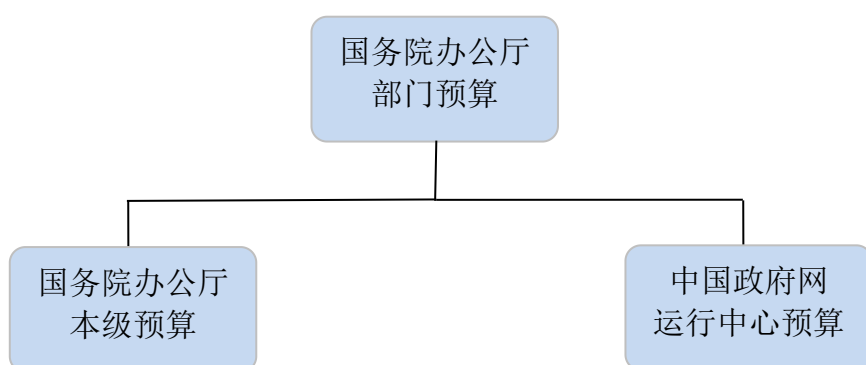 国务院办公厅
部门预算
国务院办公厅
本级预算
中国政府网
运行中心预算